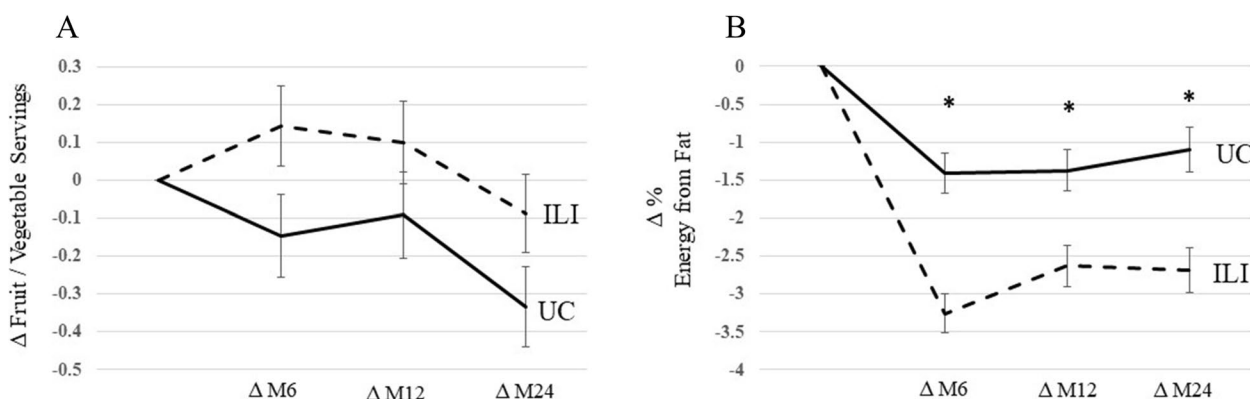 A
Δ Fruit / Vegetable Servings
0.3
0.2
0.1
0
-0.1
-0.2
-0.3
-0.4
-0.5
ILI
UC
Δ M6
Δ M12
Δ M24
B
Δ %
Energy from Fat
0
-0.5
-1
-1.5
-2
-2.5
-3
-3.5
-4
*
*
*
UC
ILI
Δ M6
Δ M12
Δ M24